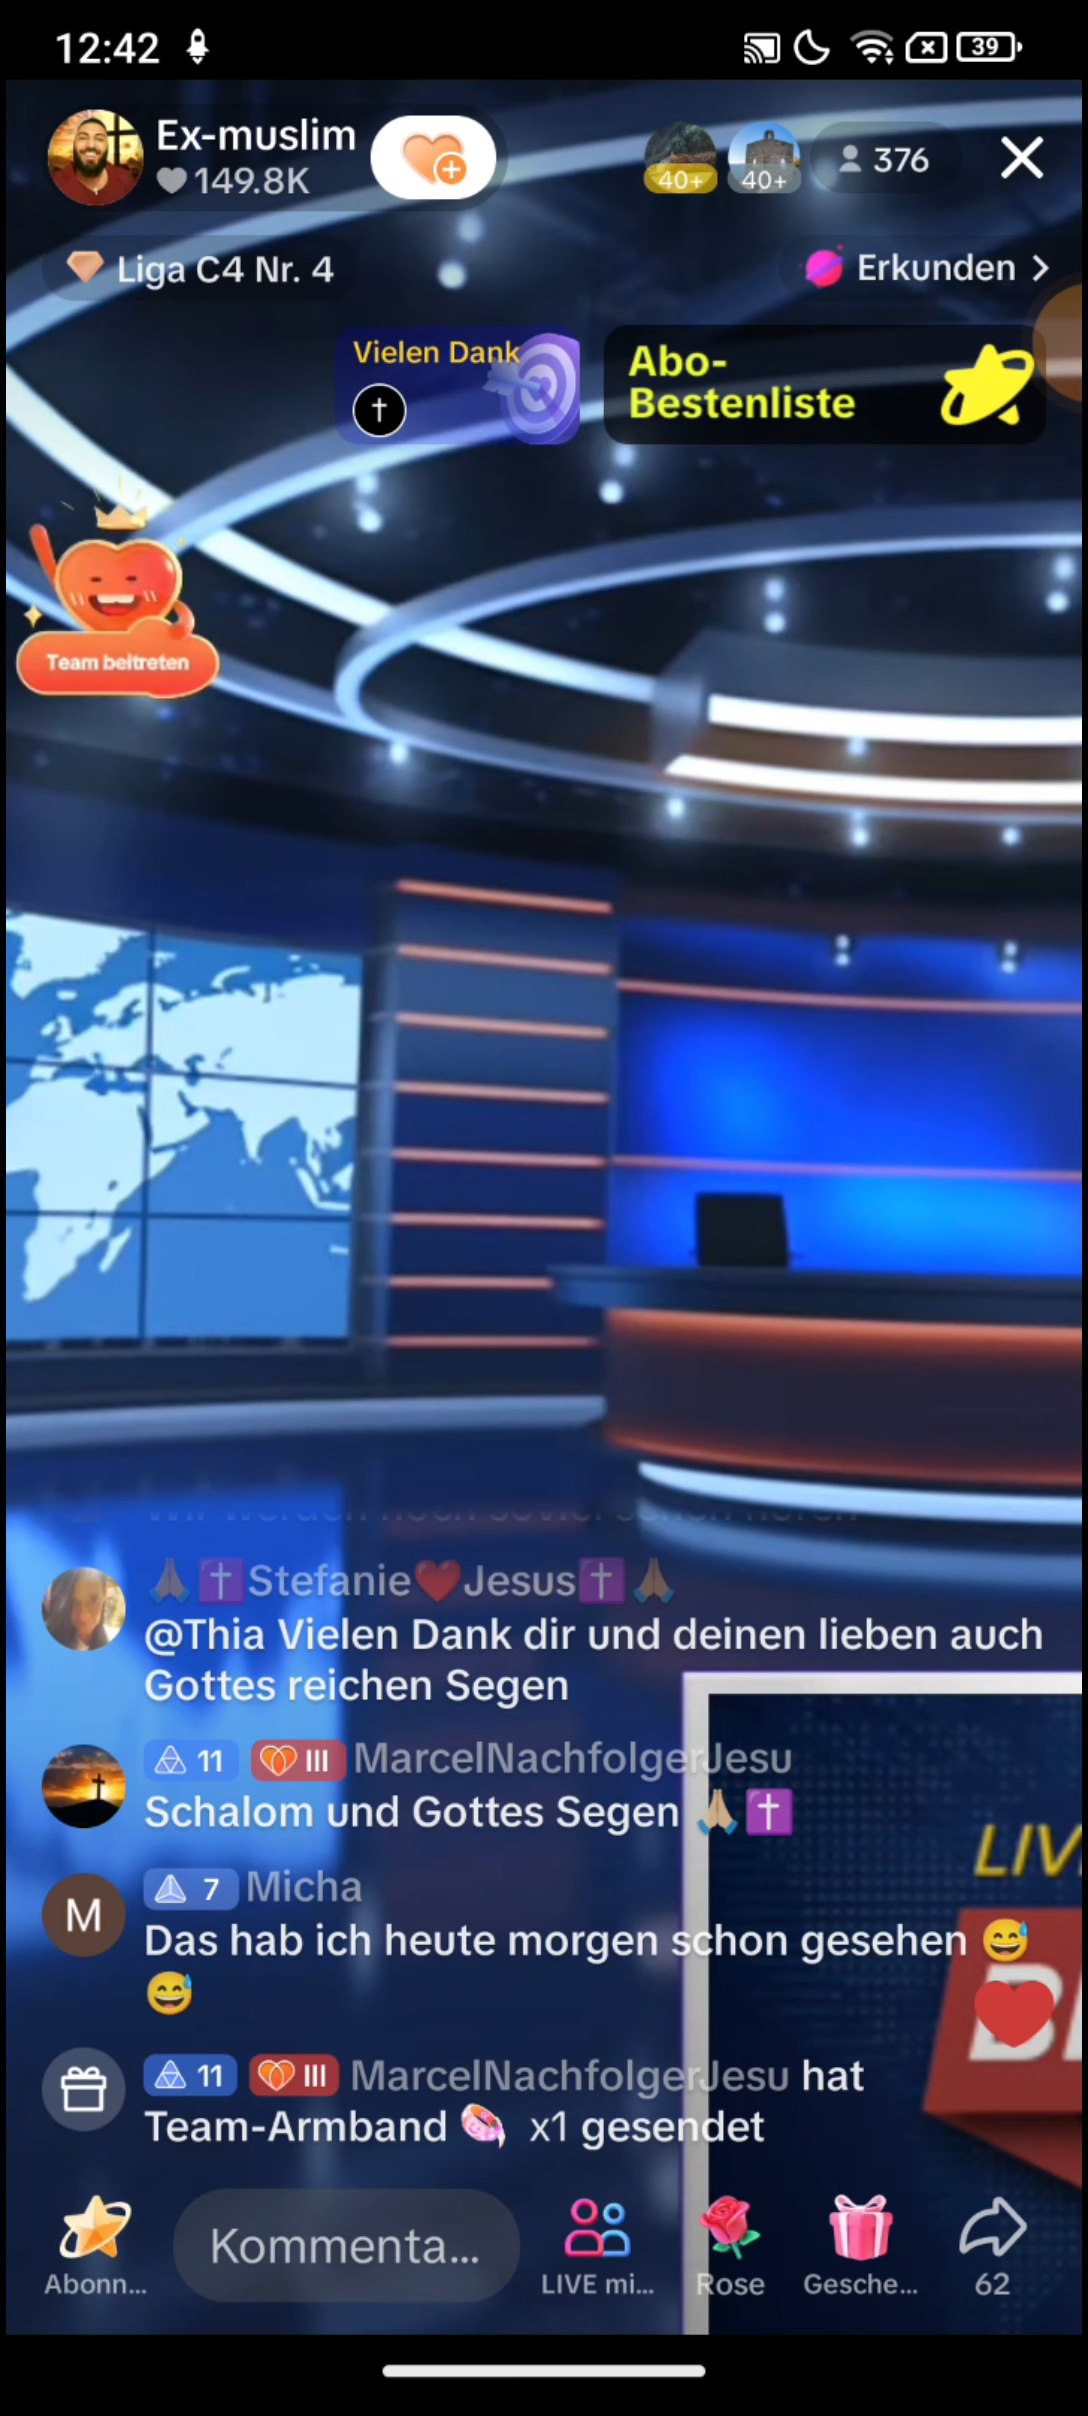 12:42
39
Ex-muslim
149.8K
40+
40+
376
Liga C4 Nr. 4
Erkunden
Vielen Dank
Abo-
Bestenliste
Team beitreten
🙏🏽✝️Stefanie❤️Jesus✝️🙏🏽
@Thia Vielen Dank dir und deinen lieben auch
Gottes reichen Segen
11 III MarcelNachfolgerJesu
Schalom und Gottes Segen 🙏🏼✝️
M
7 Micha
Das hab ich heute morgen schon gesehen 😅
😅
11 III MarcelNachfolgerJesu hat
Team-Armband x1 gesendet
LIV
Abonn...
Kommenta...
LIVE mi...
Rose
Gesche...
62